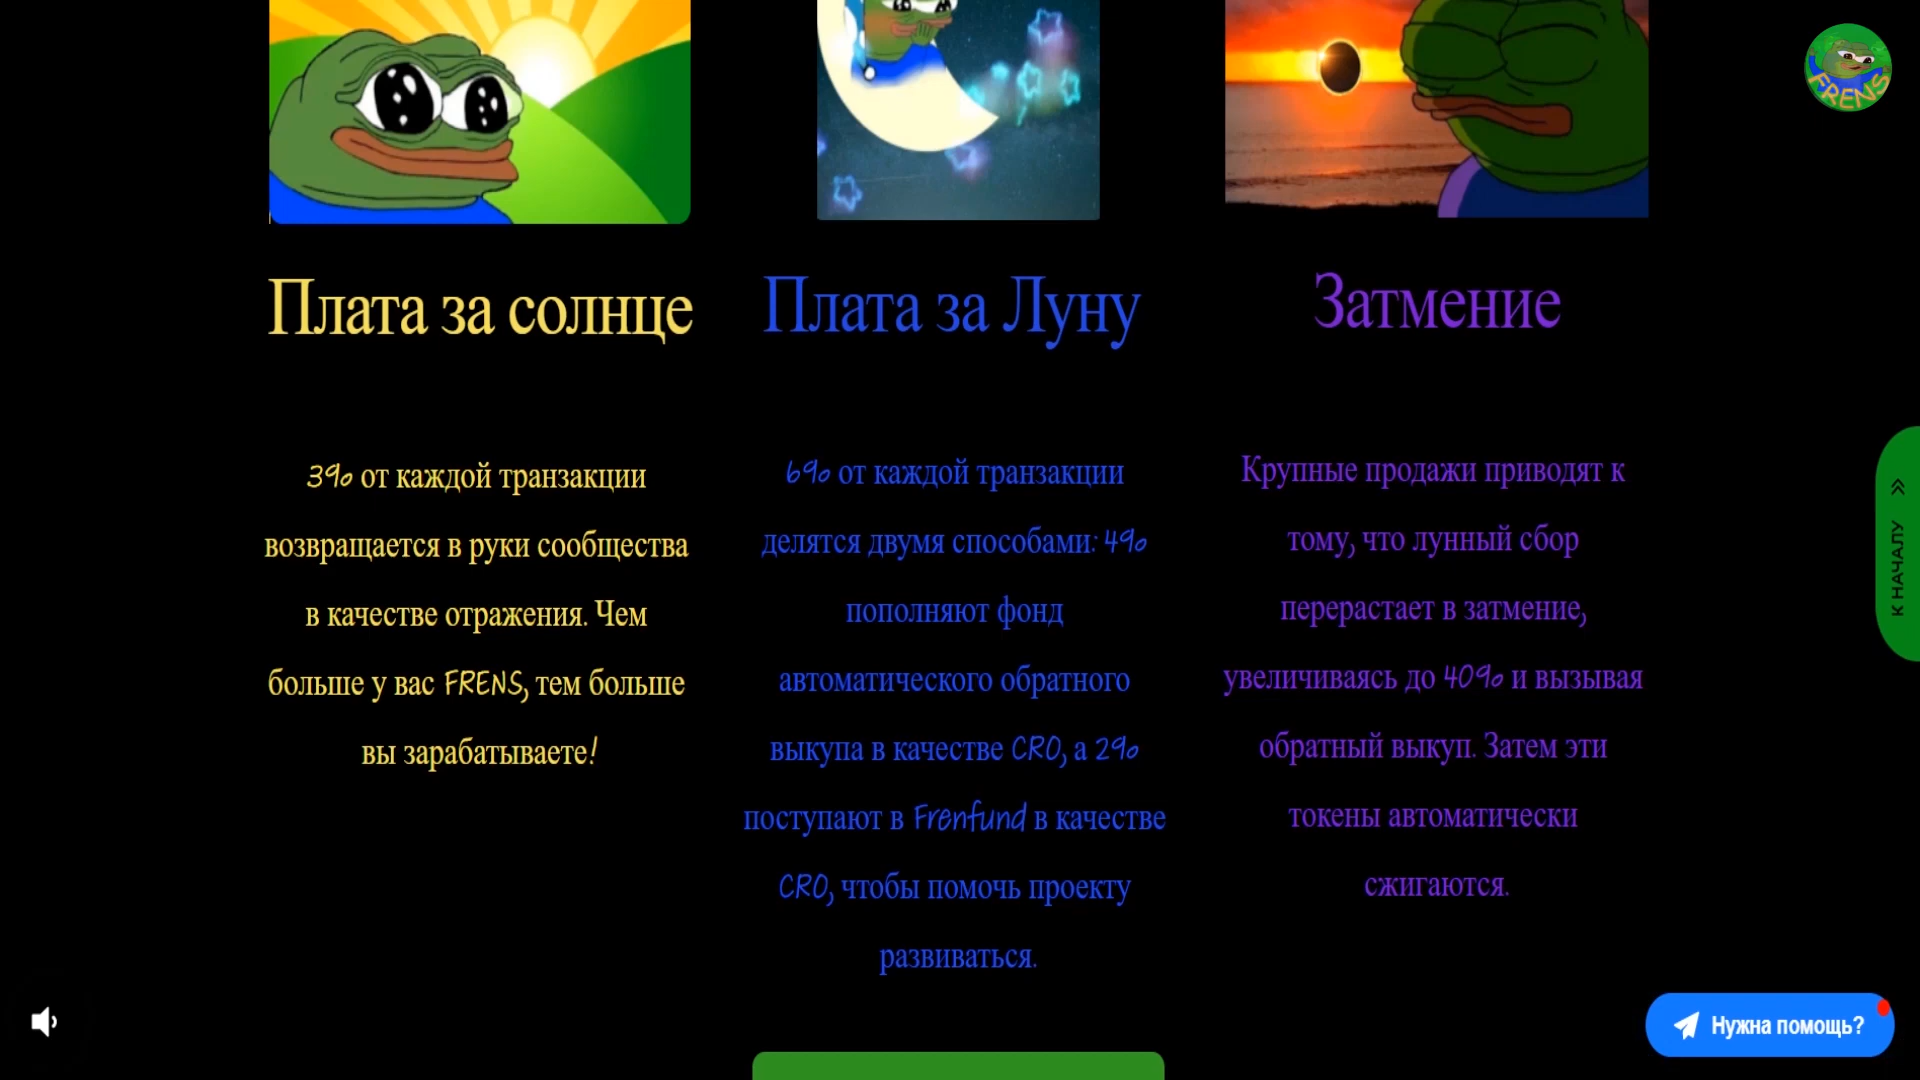 FRENS
Плата за солнце
3% от каждой транзакции
возвращается в руки сообщества
в качестве отражения. Чем
больше у вас FRENS, тем больше
вы зарабатываете!
Плата за Луну
6% от каждой транзакции
делятся двумя способами: 4%
пополняют фонд
автоматического обратного
выкупа в качестве CRO, а 2%
поступают в Frenfund в качестве
CRO, чтобы помочь проекту
развиваться.
Затмение
Крупные продажи приводят к
тому, что лунный сбор
перерастает в затмение,
увеличиваясь до 40% и вызывая
обратный выкуп. Затем эти
токены автоматически
сжигаются.
К НАЧАЛУ
Нужна помощь?